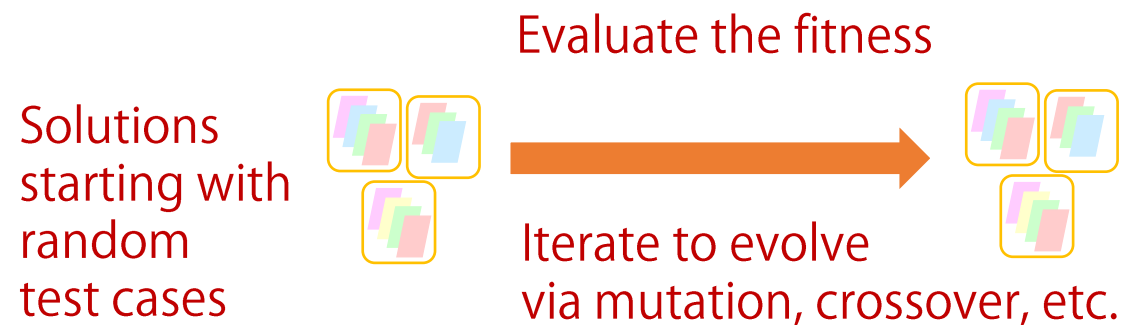 Evaluate the fitness
Solutions
starting with
random
test cases
Iterate to evolve
via mutation, crossover, etc.